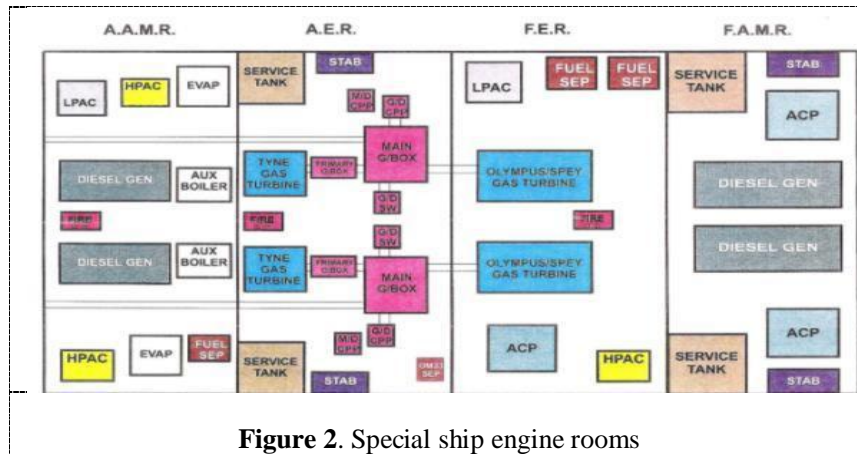 A.A.M.R. A.E.R. F.E.R. F.A.M.R.
LPAC
HPAC
EVAP
SERVICE
TANK
STAB
M/D
CPP
G/D
CPP
LPAC
FUEL
SEP
FUEL
SEP
SERVICE
TANK
STAB
ACP
DIESEL GEN
AUX
BOILER
TYNE
GAS
TURBINE
PRIMARY
G/BOX
MAIN
G/BOX
OLYMPUS/SPEY
GAS TURBINE
DIESEL GEN
FIRE
FIRE
G/D
SW
G/D
SW
FIRE
DIESEL GEN
AUX
BOILER
TYNE
GAS
TURBINE
PRIMARY
G/BOX
MAIN
G/BOX
OLYMPUS/SPEY
GAS TURBINE
DIESEL GEN
HPAC
EVAP
FUEL
SEP
SERVICE
TANK
STAB
M/D
CPP
G/D
CPP
SEP
ACP
HPAC
SERVICE
TANK
ACP
STAB
Figure 2. Special ship engine rooms